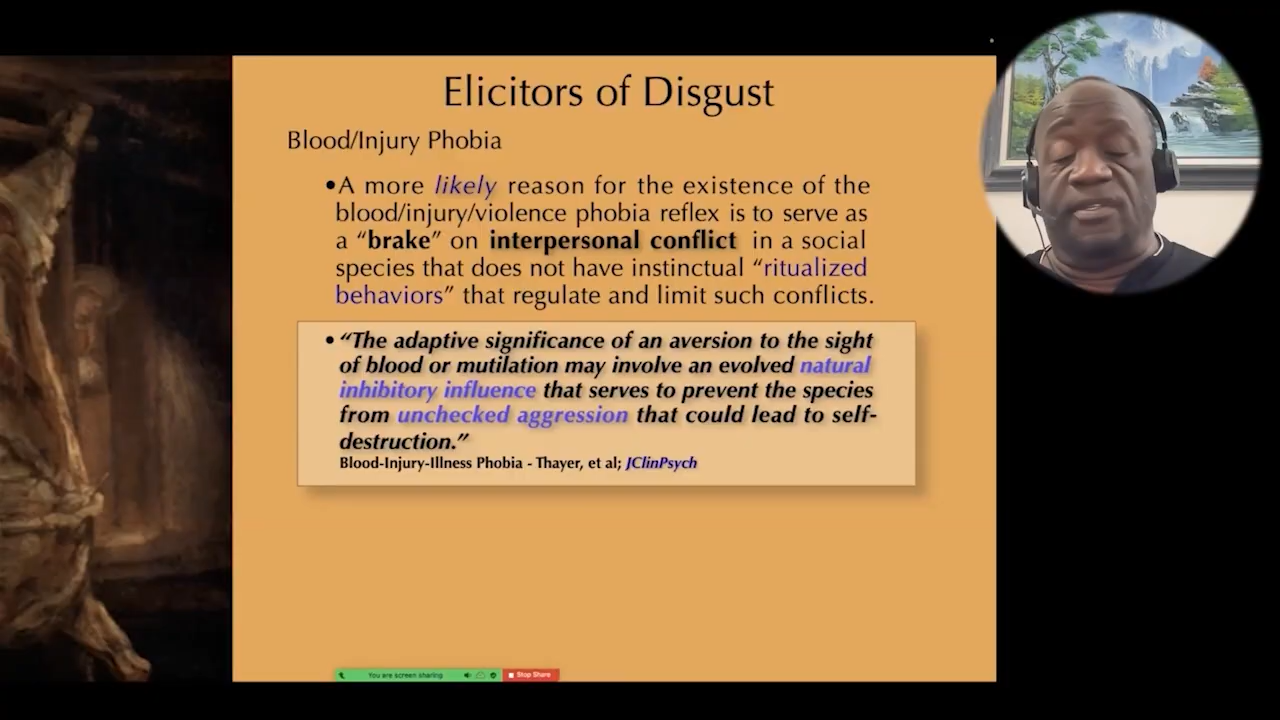 Elicitors of Disgust
Blood/Injury Phobia
•A more likely reason for the existence of the
blood/injury/violence phobia reflex is to serve as
a “brake” on interpersonal conflict in a social
species that does not have instinctual “ritualized
behaviors” that regulate and limit such conflicts.
• “The adaptive significance of an aversion to the sight
of blood or mutilation may involve an evolved natural
inhibitory influence that serves to prevent the species
from unchecked aggression that could lead to self-
destruction.”
Blood-Injury-Illness Phobia - Thayer, et al; JClinPsych
You are screen sharing
Stop Share